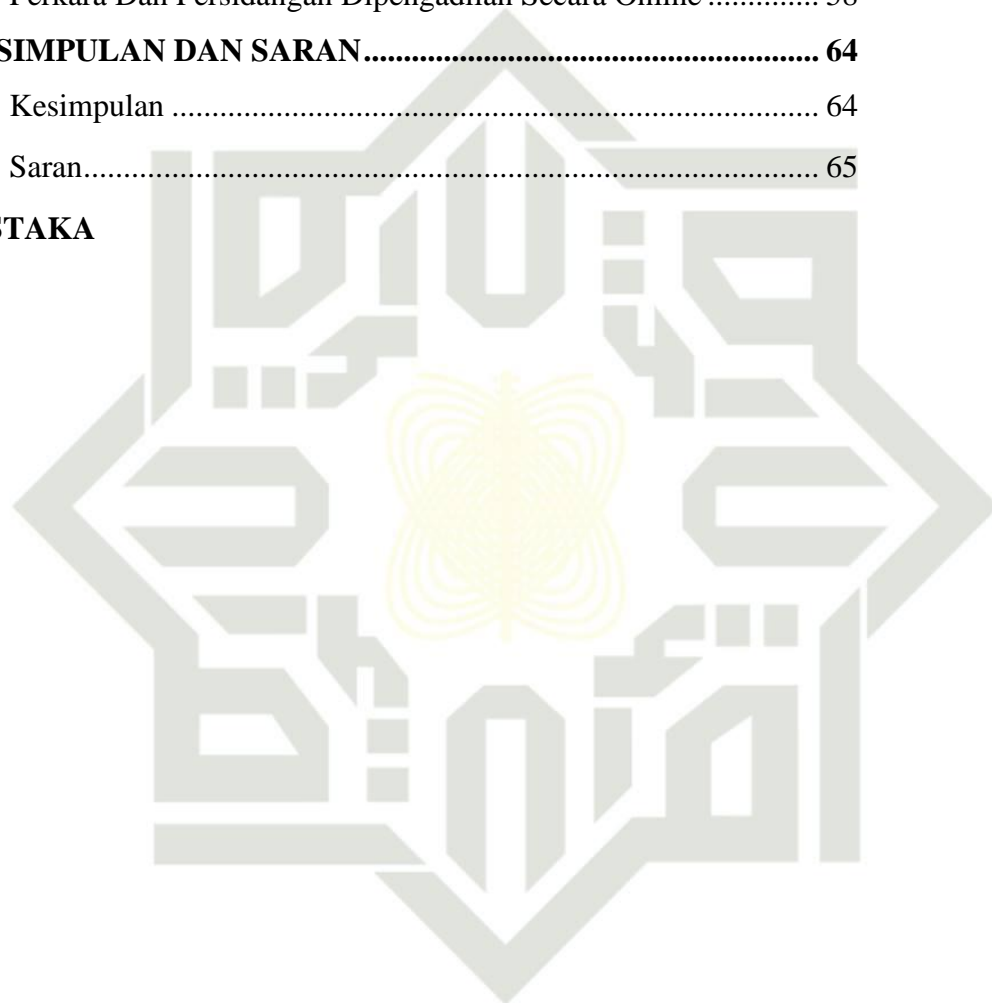 Perkara Dan Persidangan Dipengadilan Secara Online .............. 58
SIMPULAN DAN SARAN.......................................................... 64
Kesimpulan .................................................................................. 64
Saran............................................................................................. 65
STAKA